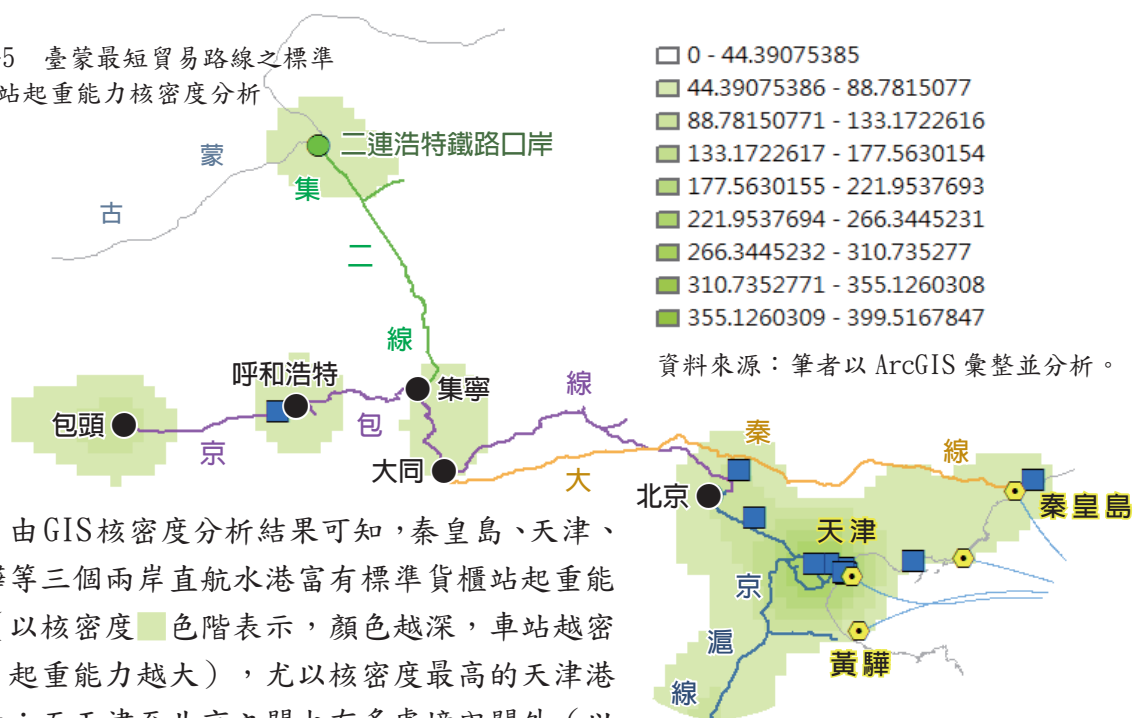 5 臺蒙最短貿易路線之標準
站起重能力核密度分析
0 - 44.39075385
44.39075386 - 88.7815077
88.78150771 - 133.1722616
133.1722617 - 177.5630154
177.5630155 - 221.9537693
221.9537694 - 266.3445231
266.3445232 - 310.735277
310.7352771 - 355.1260308
355.1260309 - 399.5167847
資料來源：筆者以 ArcGIS 彙整並分析。
二連浩特鐵路口岸
蒙
古
集
二
線
呼和浩特
集寧
包頭
京
包
線
大同
大
秦
線
北京
天津
秦皇島
京
滬
線
黃驊
由GIS核密度分析結果可知，秦皇島、天津、
驊等三個兩岸直航水港富有標準貨櫃站起重能
以核密度 色階表示，顏色越深，車站越密
起重能力越大），尤以核密度最高的天津港